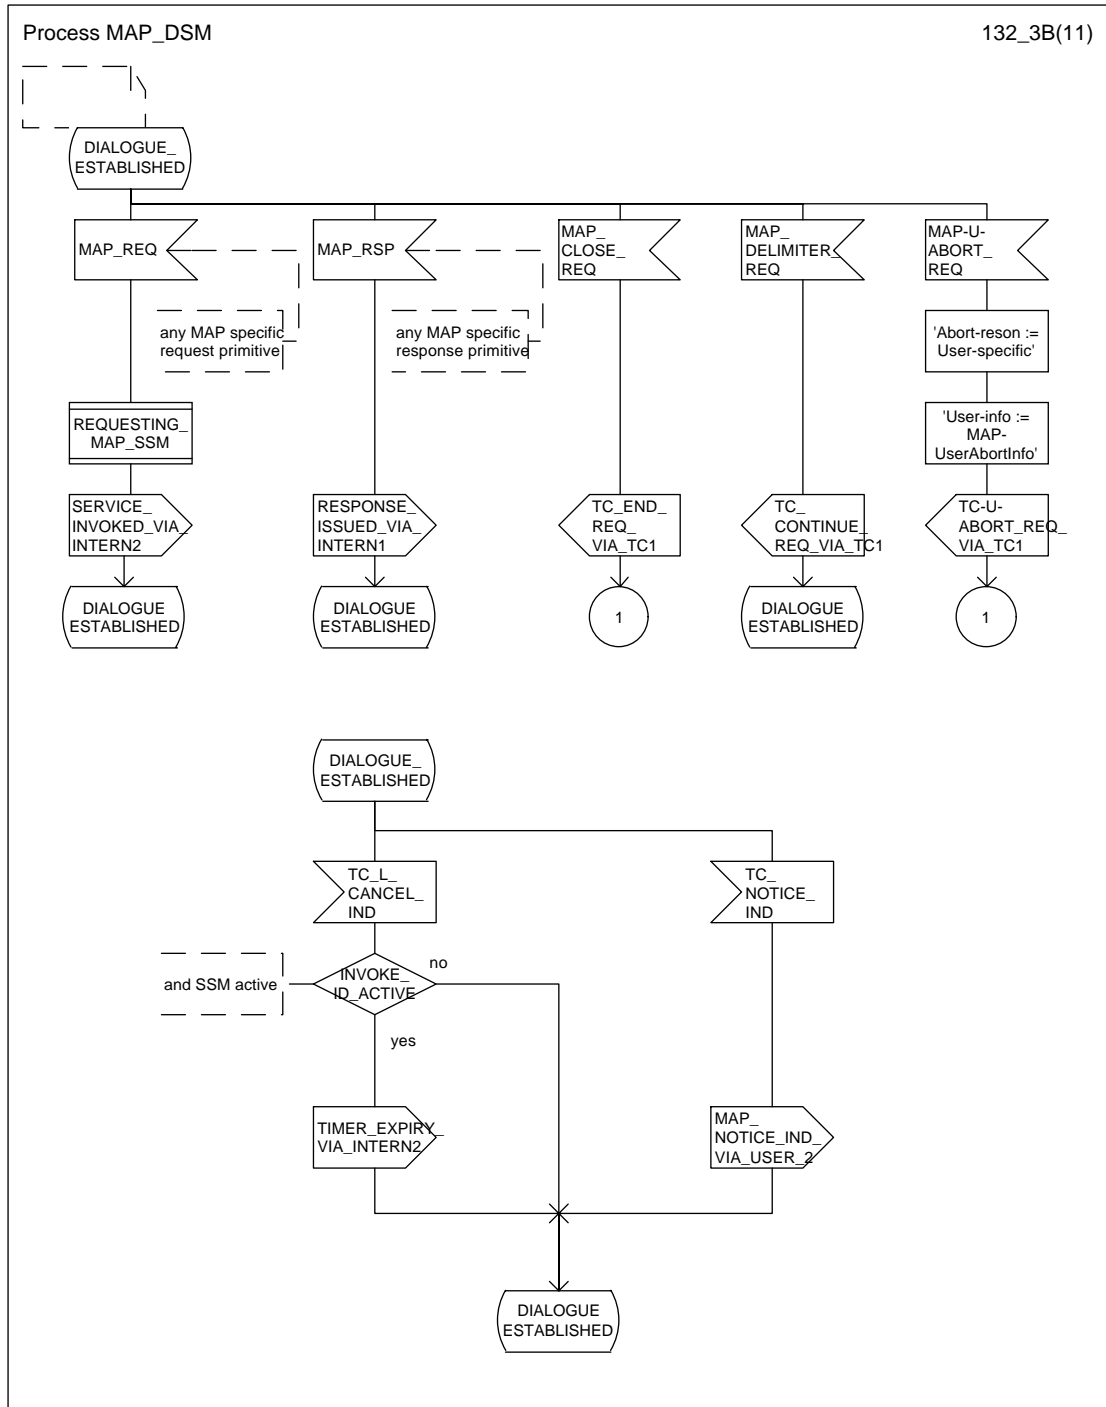 Process MAP_DSM
132_3B(11)
DIALOGUE_
ESTABLISHED
MAP_REQ
MAP_RSP
MAP_
CLOSE_
REQ
MAP_
DELIMITER_
REQ
MAP-U-
ABORT_
REQ
any MAP specific
request primitive
any MAP specific
response primitive
'Abort-reson :=
User-specific'
REQUESTING_
MAP_SSM
'User-info :=
MAP-
UserAbortInfo'
SERVICE_
INVOKED_VIA_
INTERN2
RESPONSE_
ISSUED_VIA_
INTERN1
TC_END_
REQ_
VIA_TC1
TC_
CONTINUE_
REQ_VIA_TC1
TC-U-
ABORT_REQ_
VIA_TC1
DIALOGUE
ESTABLISHED
DIALOGUE
ESTABLISHED
1
DIALOGUE
ESTABLISHED
1
DIALOGUE_
ESTABLISHED
TC_L_
CANCEL_
IND
TC_
NOTICE_
IND
and SSM active
INVOKE_
ID_ACTIVE
no
yes
TIMER_EXPIRY_
VIA_INTERN2
MAP_
NOTICE_IND_
VIA_USER_2
DIALOGUE
ESTABLISHED